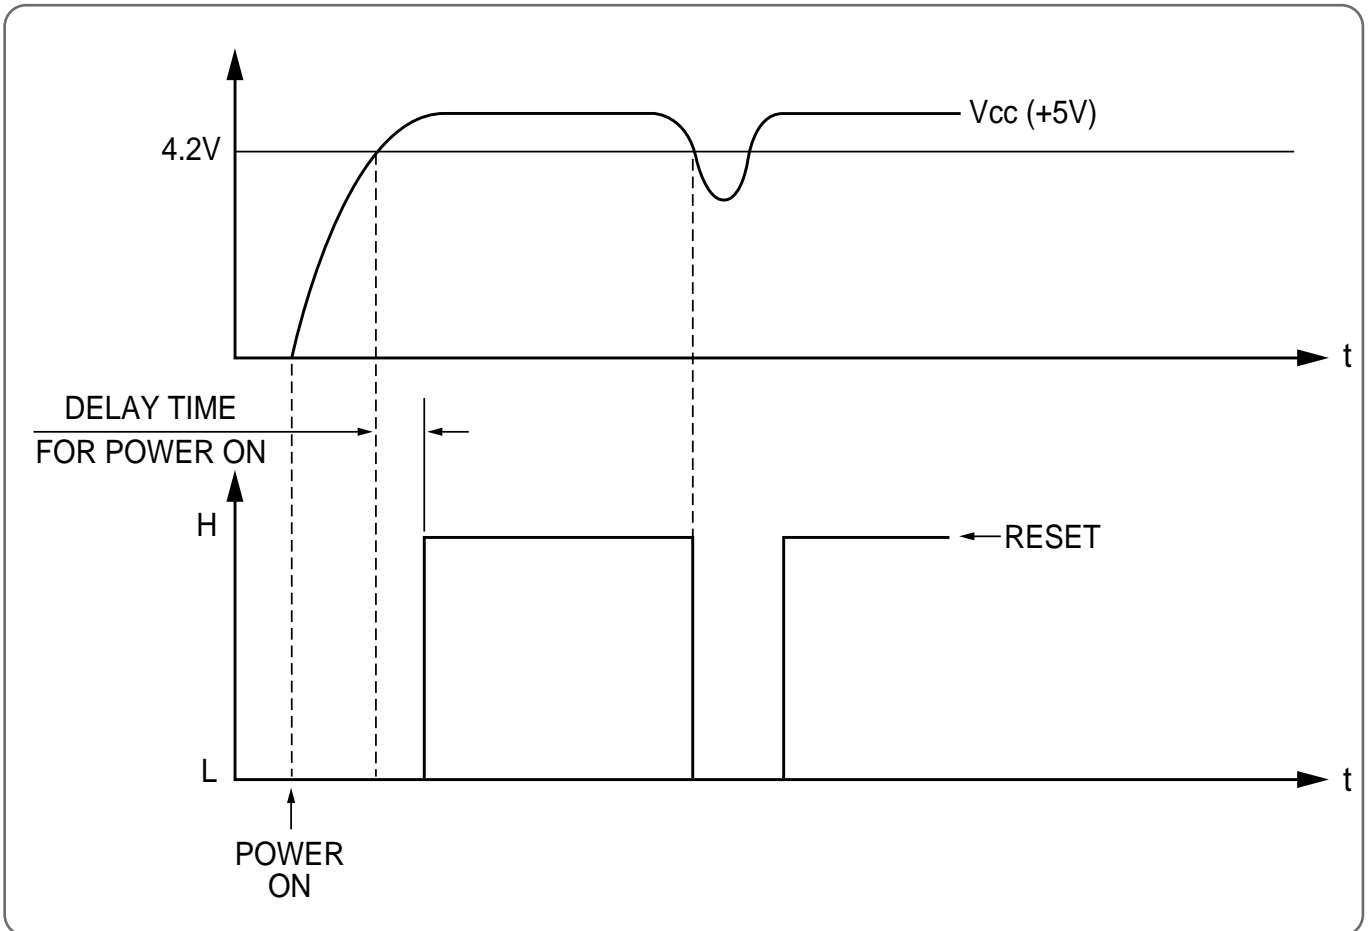 Vcc (+5V)
4.2V
t
DELAY TIME
FOR POWER ON
H
RESET
L
t
POWER
ON